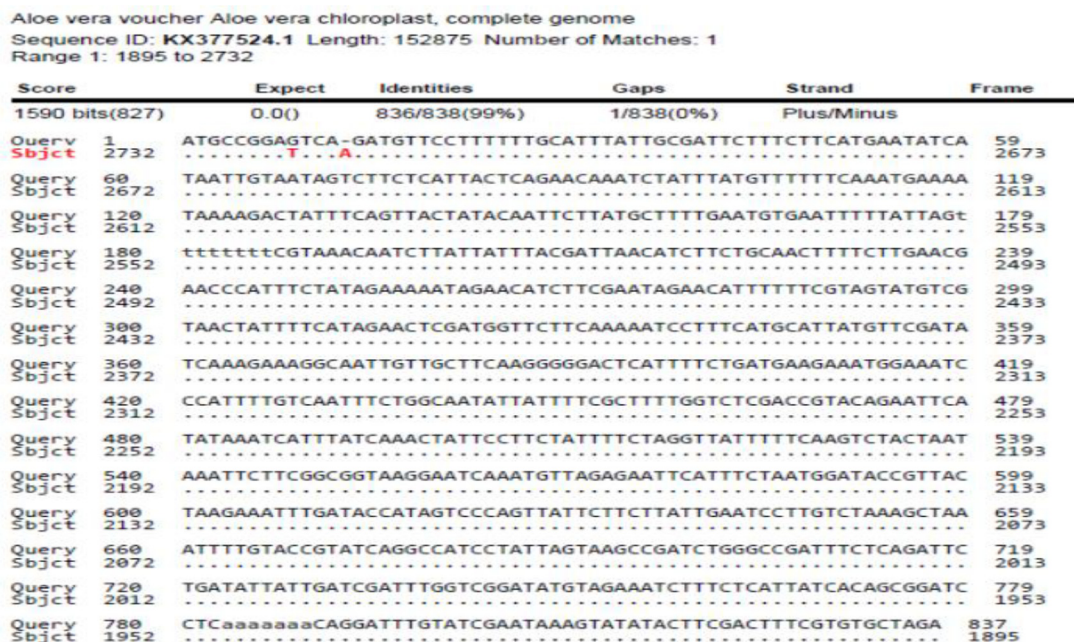 Aloe vera voucher Aloe vera chloroplast, complete genome
Sequence ID: KX377524.1 Length: 152875 Number of Matches: 1
Range 1: 1895 to 2732
Score Expect Identities Gaps Strand Frame
1590 bits(827) 0.0() 836/838(99%) 1/838(0%) Plus/Minus
Query 1 ATGCCGGAGTCA-GATGTTCCTTTTTTGCATTTATTGCGATTCTTTCTTCATGAATATCA 59
Sbjct 2732 ........T...A............................................... 2673
Query 60 TAATTGTAATAGTCTTCTCATTACTCAGAACAAATCTATTTATGTTTTTTCAAATGAAAA 119
Sbjct 2672 ............................................................ 2613
Query 120 TAAAAGACTATTTCAGTTACTATACAATTCTTATGCTTTTGAATGTGAATTTTTATTAGt 179
Sbjct 2612 ............................................................ 2553
Query 180 tttttttCGTAAACAATCTTATTATTTACGATTAACATCTTCTGCAACTTTTCTTGAACG 239
Sbjct 2552 ............................................................ 2493
Query 240 AACCCATTTCTATAGAAAAATAGAACATCTTCGAATAGAACATTTTTTCGTAGTATGTCG 299
Sbjct 2492 ............................................................ 2433
Query 300 TAACTATTTTCATAGAACTCGATGGTTCTTCAAAAATCCTTTCATGCATTATGTTCGATA 359
Sbjct 2432 ............................................................ 2373
Query 360 TCAAAGAAAGGCAATTGTTGCTTCAAGGGGGACTCATTTTCTGATGAAGAAATGGAAATC 419
Sbjct 2372 ............................................................ 2313
Query 420 CCATTTTGTCAATTTCTGGCAATATTATTTTCGCTTTTGGTCTCGACCGTACAGAATTCA 479
Sbjct 2312 ............................................................ 2253
Query 480 TATAAATCATTTATCAAACTATTCCTTCTATTTTCTAGGTTATTTTTCAAGTCTACTAAT 539
Sbjct 2252 ............................................................ 2193
Query 540 AAATTCTTCGGCGGTAAGGAATCAAATGTTAGAGAATTCATTTCTAATGGATACCGTTAC 599
Sbjct 2192 ............................................................ 2133
Query 600 TAAGAAATTTGATACCATAGTCCCAGTTATTCTTCTTATTGAATCCTTGTCTAAAGCTAA 659
Sbjct 2132 ............................................................ 2073
Query 660 ATTTTGTACCGTATCAGGCCATCCTATTAGTAAGCCGATCTGGGCCGATTTCTCAGATTC 719
Sbjct 2072 ............................................................ 2013
Query 720 TGATATTATTGATCGATTTGGTCGGATATGTAGAAATCTTTCTCATTATCACAGCGGATC 779
Sbjct 2012 ............................................................ 1953
Query 780 CTCaaaaaaaCAGGATTTGTATCGAATAAAGTATATACTTCGACTTTCGTGTGCTAGA 837
Sbjct 1952 .......................................................... 1895